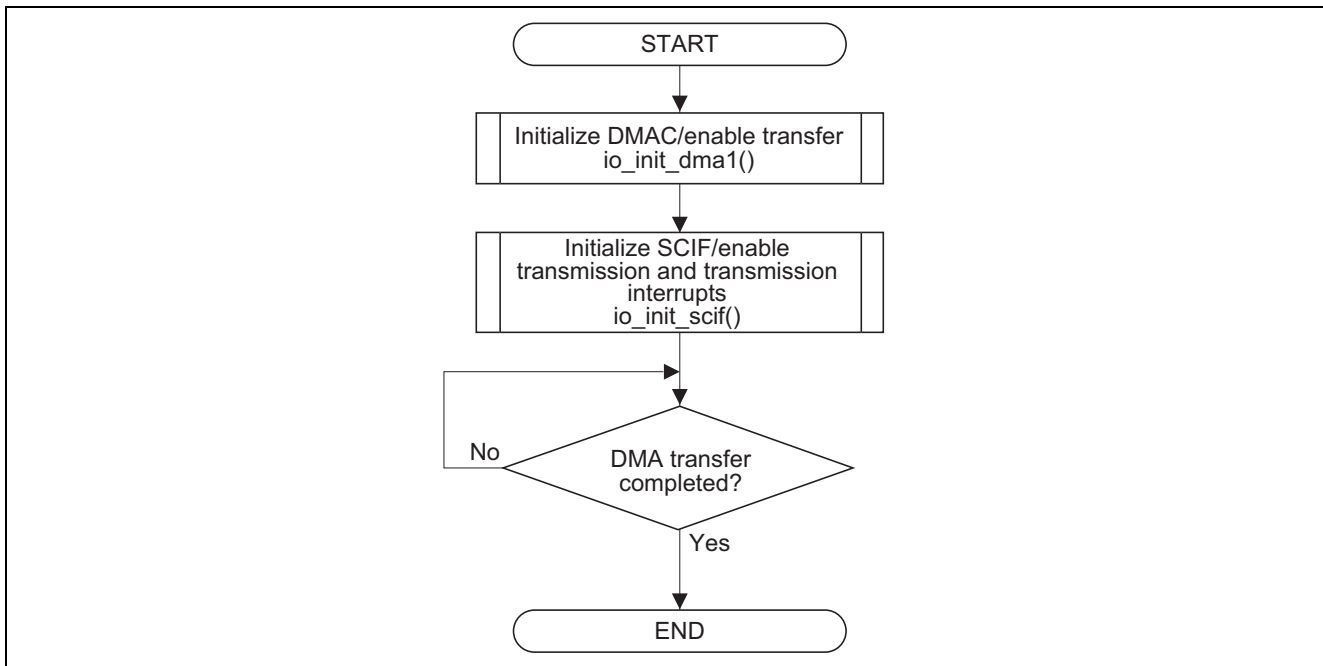 START
Initialize DMAC/enable transfer
io_init_dma1()
Initialize SCIF/enable
transmission and transmission
interrupts
io_init_scif()
No
DMA transfer
completed?
Yes
END